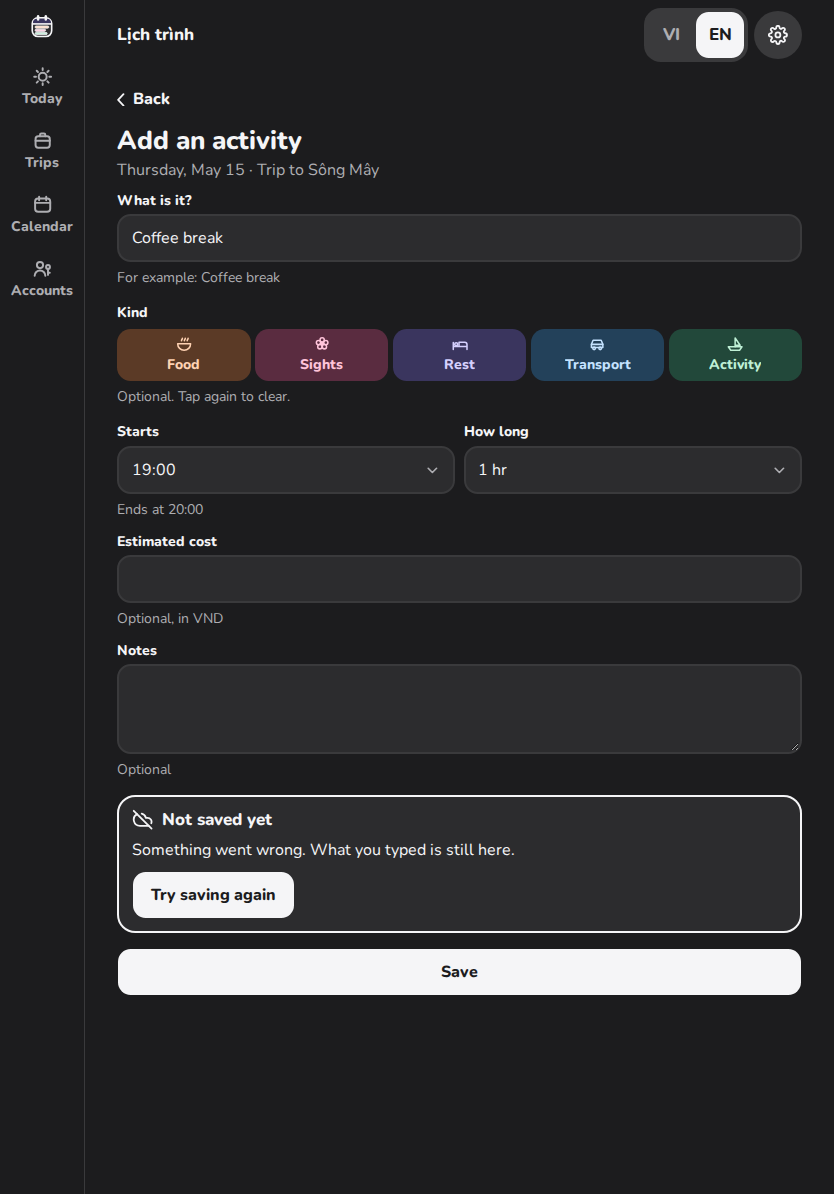 Lịch trình
VI
EN
Today
Trips
Calendar
Accounts
Back
Add an activity
Thursday, May 15 · Trip to Sông Mây
What is it?
Coffee break
For example: Coffee break
Kind
Food
Sights
Rest
Transport
Activity
Optional. Tap again to clear.
Starts
How long
19:00
1 hr
Ends at 20:00
Estimated cost
Optional, in VND
Notes
Optional
Not saved yet
Something went wrong. What you typed is still here.
Try saving again
Save